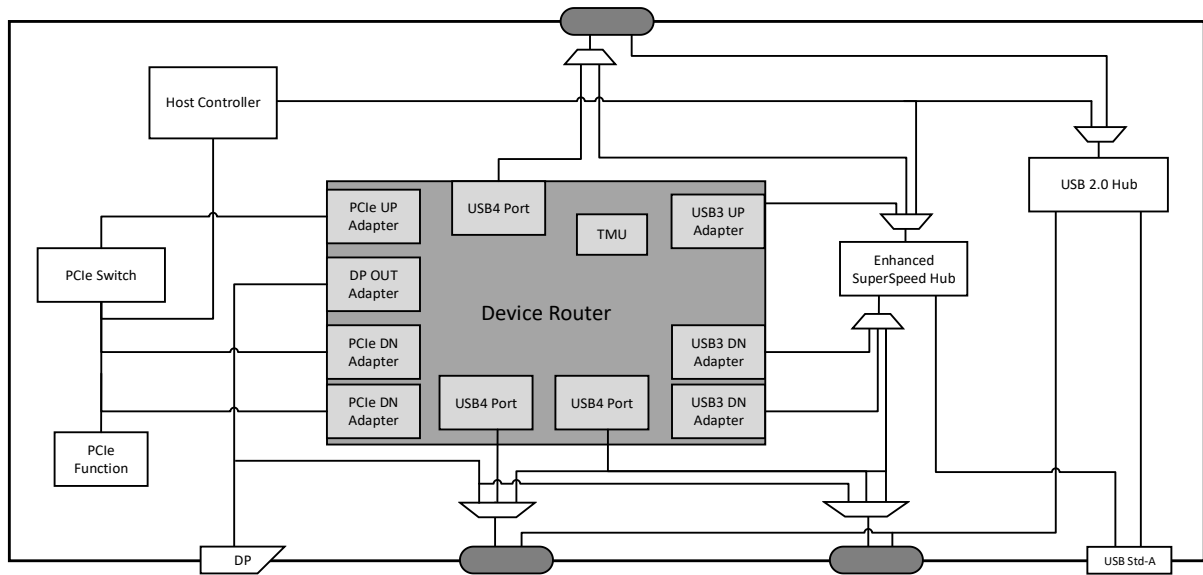 Host Controller
USB 2.0 Hub
PCIe UP
Adapter
USB4 Port
TMU
USB3 UP
Adapter
PCIe Switch
DP OUT
Adapter
Enhanced
SuperSpeed Hub
Device Router
PCIe DN
Adapter
USB3 DN
Adapter
PCIe DN
Adapter
USB4 Port
USB4 Port
USB3 DN
Adapter
PCIe
Function
DP
USB Std-A